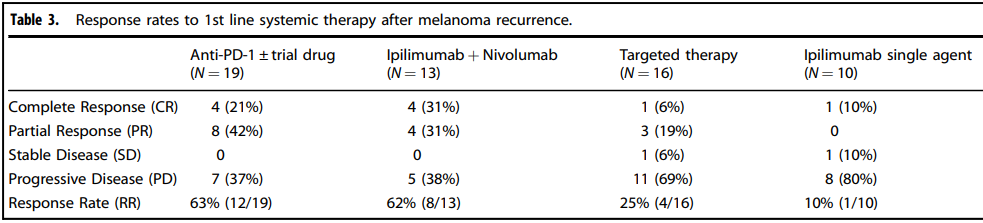 Table 3. Response rates to 1st line systemic therapy after melanoma recurrence.
Anti-PD-1 ± trial drug Ipilimumab + Nivolumab Targeted therapy Ipilimumab single agent
(N = 19) (N = 13) (N = 16) (N = 10)
Complete Response (CR) 4 (21%) 4 (31%) 1 (6%) 1 (10%)
Partial Response (PR) 8 (42%) 4 (31%) 3 (19%) 0
Stable Disease (SD) 0 0 1 (6%) 1 (10%)
Progressive Disease (PD) 7 (37%) 5 (38%) 11 (69%) 8 (80%)
Response Rate (RR) 63% (12/19) 62% (8/13) 25% (4/16) 10% (1/10)